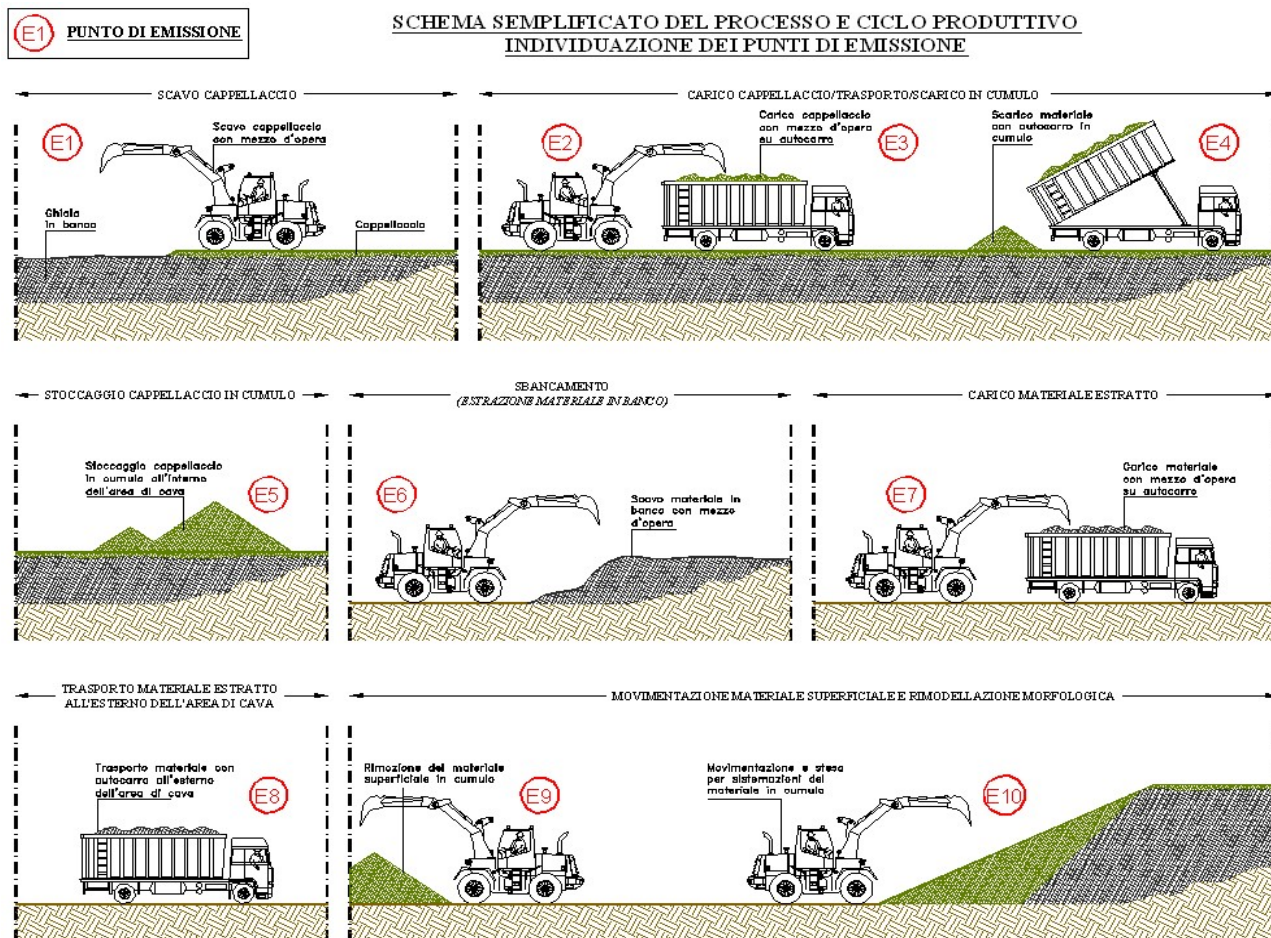 E1 PUNTO DI EMISSIONE
SCHEMA SEMPLIFICATO DEL PROCESSO E CICLO PRODUTTIVO
INDIVIDUAZIONE DEI PUNTI DI EMISSIONE
SCAVO CAPPELLACCIO
E1
Scavo cappellaccio
con mezzo d'opera
Ghiaia
in banco
Cappellaccio
CARICO CAPPELLACCIO/TRASPORTO/SCARICO IN CUMULO
E2
Carico cappellaccio
con mezzo d'opera
su autocarro
E3
Scarico materiale
con autocarro in
cumulo
E4
STOCCAGGIO CAPPELLACCIO IN CUMULO
Stoccaggio cappellaccio
in cumulo all'interno
dell'area di cava
E5
SBANCAMENTO
(ESTRAZIONE MATERIALE IN BANCO)
E6
Scavo materiale in
banco con mezzo
d'opera
CARICO MATERIALE ESTRATTO
E7
Carico materiale
con mezzo d'opera
su autocarro
TRASPORTO MATERIALE ESTRATTO
ALL'ESTERNO DELL'AREA DI CAVA
Trasporto materiale con
autocarro all'esterno
dell'area di cava
E8
MOVIMENTAZIONE MATERIALE SUPERFICIALE E RIMODELLAZIONE MORFOLOGICA
Rimozione del materiale
superficiale in cumulo
E9
Movimentazione e stesa
per sistemazioni del
materiale in cumulo
E10